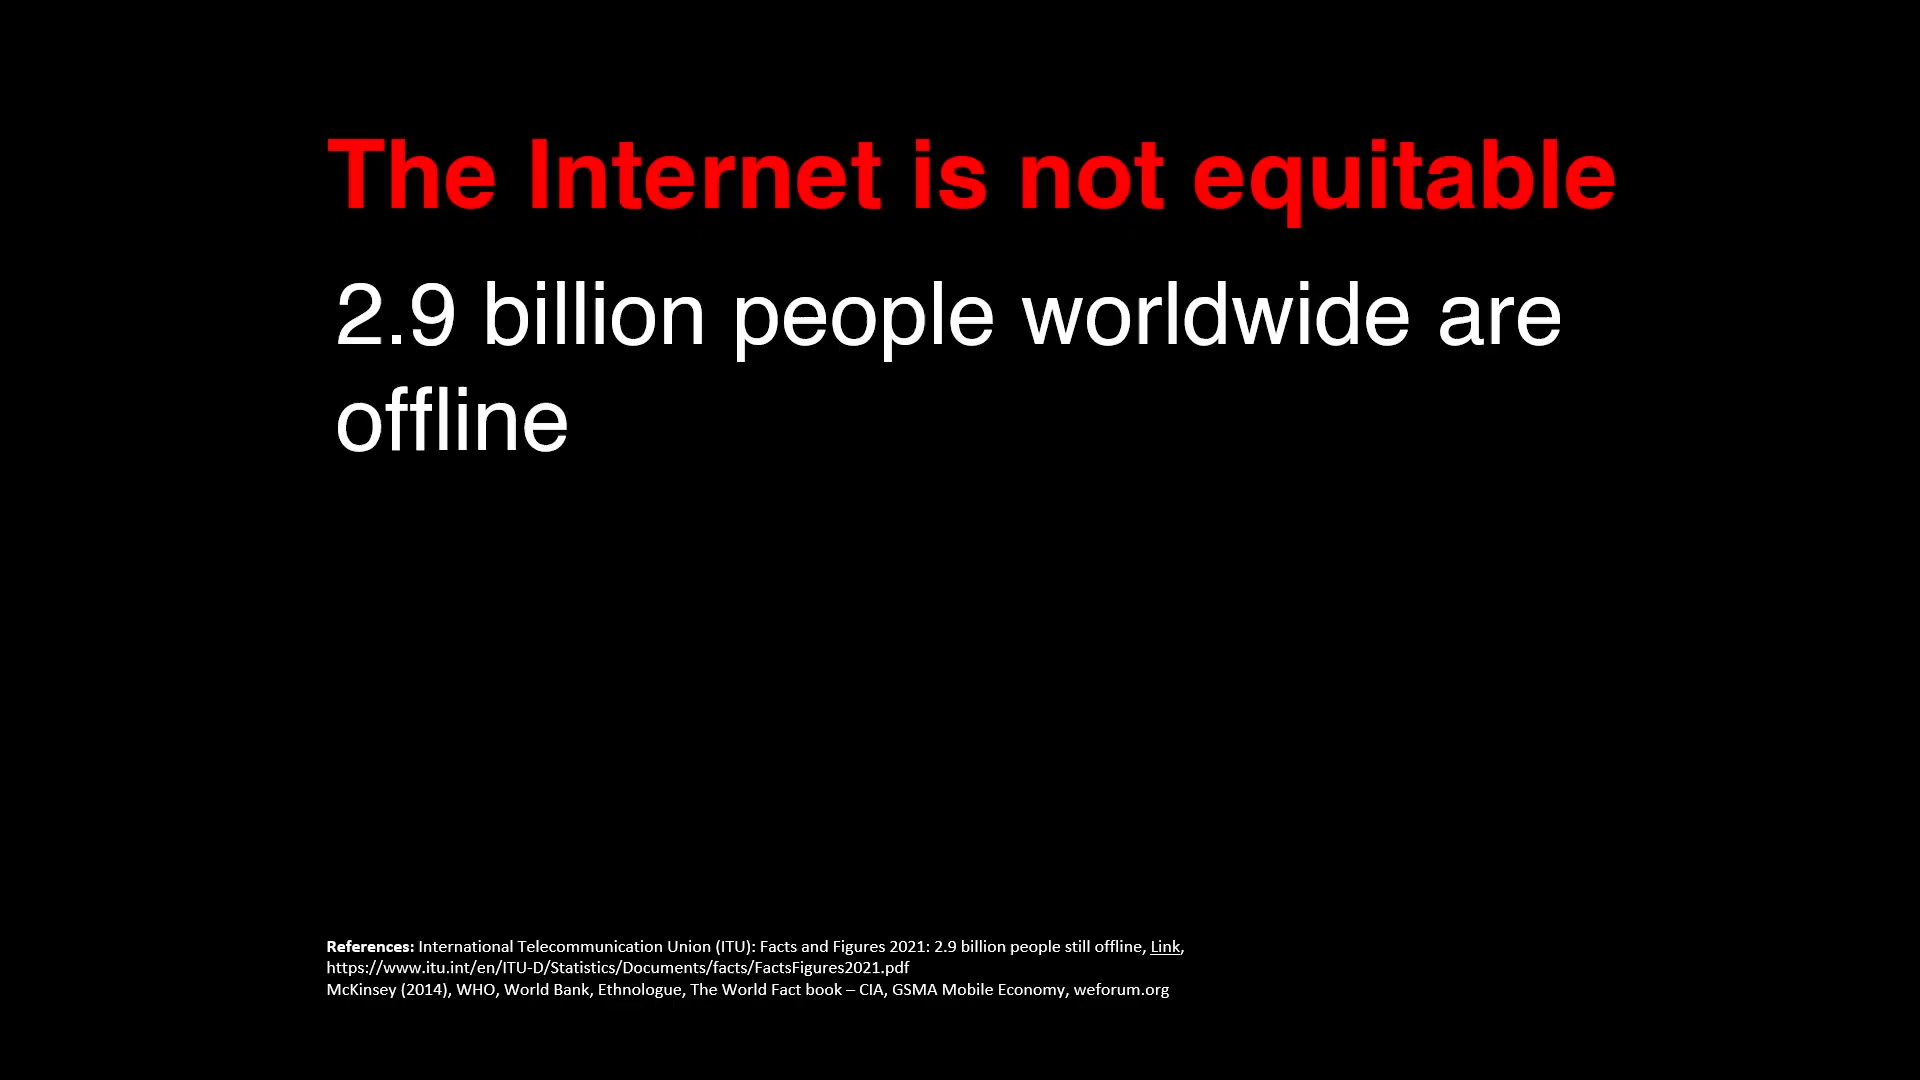 The Internet is not equitable
2.9 billion people worldwide are
offline
References: International Telecommunication Union (ITU): Facts and Figures 2021: 2.9 billion people still offline, Link,
https://www.itu.int/en/ITU-D/Statistics/Documents/facts/FactsFigures2021.pdf
McKinsey (2014), WHO, World Bank, Ethnologue, The World Fact book – CIA, GSMA Mobile Economy, weforum.org